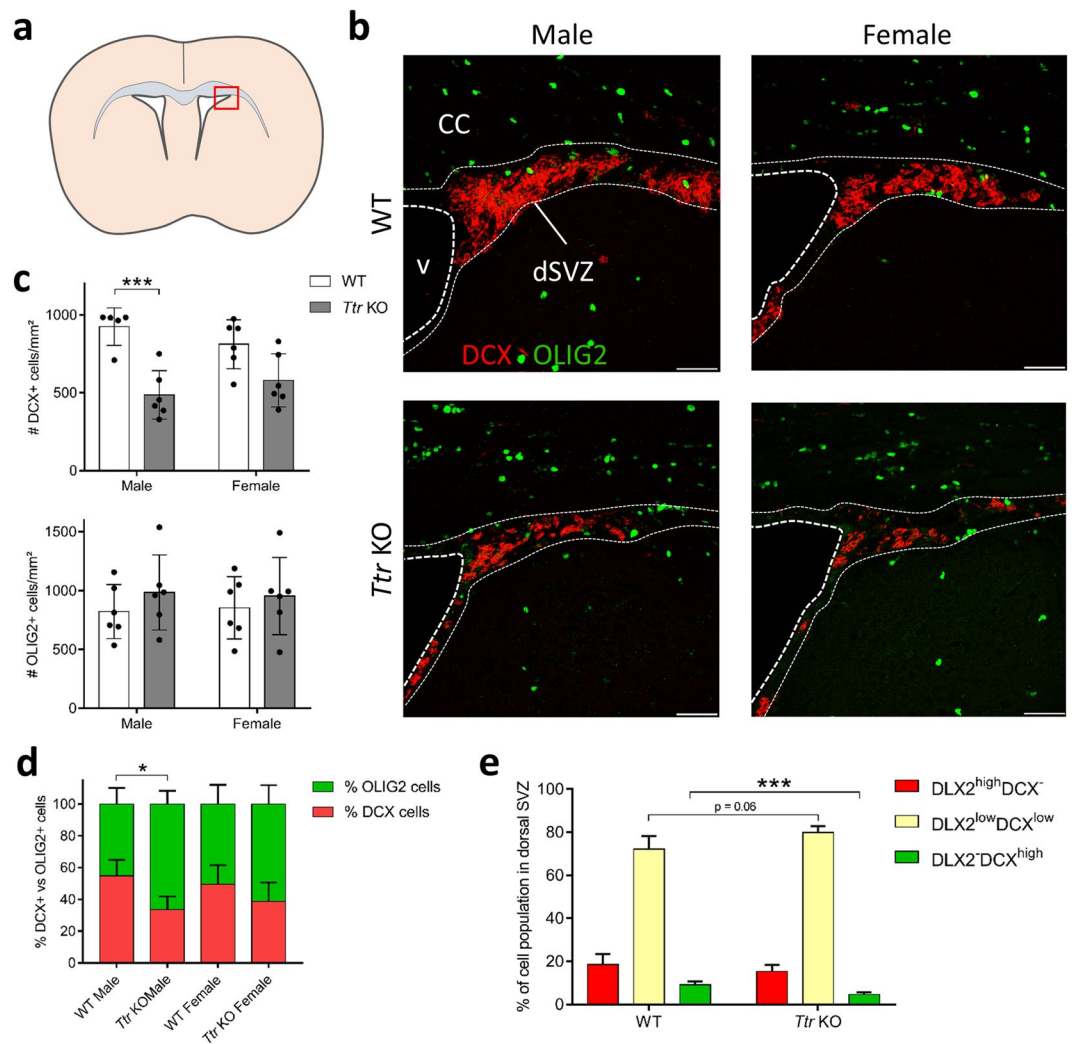 a
b
Male Female
WT
CC
V
dSVZ
DCX OLIG2
Ttr KO
c
***
WT
Ttr KO
# DCX+ cells/mm²
1000
500
0
Male Female
# OLIG2+ cells/mm²
1500
1000
500
0
Male Female
d
*
% OLIG2 cells
% DCX cells
% DCX+ vs OLIG2+ cells
100
80
60
40
20
0
WT Male
Ttr KOMale
WT Female
Ttr KO Female
e
% of cell population in dorsal SVZ
100
80
60
40
20
0
***
p = 0.06
WT Ttr KO
DLX2highDCX-
DLX2lowDCXlow
DLX2-DCXhigh